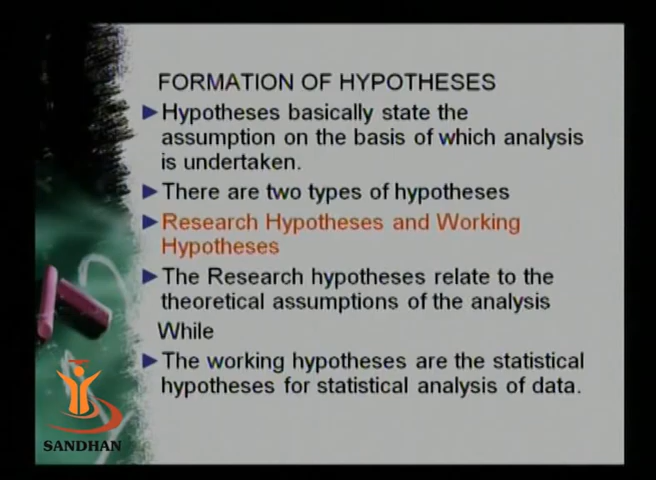 FORMATION OF HYPOTHESES
Hypotheses basically state the
assumption on the basis of which analysis
is undertaken.
There are two types of hypotheses
Research Hypotheses and Working
Hypotheses
The Research hypotheses relate to the
theoretical assumptions of the analysis
While
The working hypotheses are the statistical
hypotheses for statistical analysis of data.
SANDHAN